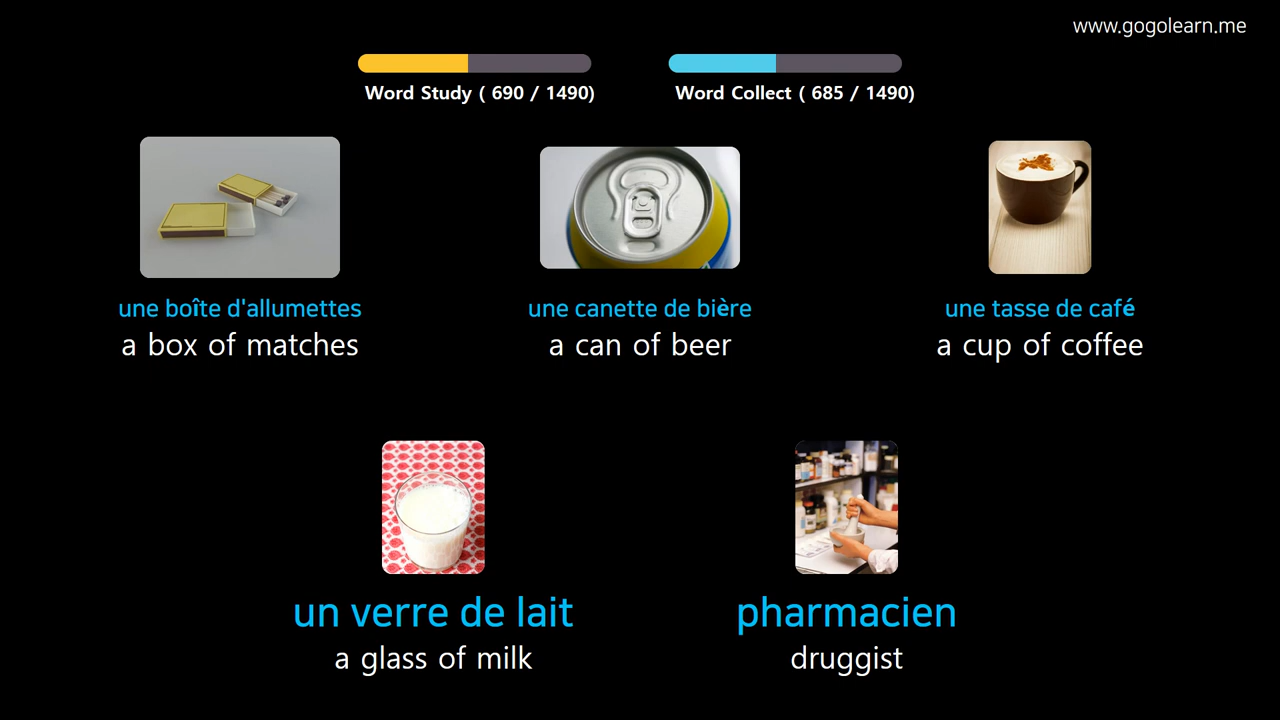 www.gogolearn.me
Word Study ( 690 / 1490)
Word Collect ( 685 / 1490)
une boîte d'allumettes
a box of matches
une canette de bière
a can of beer
une tasse de café
a cup of coffee
un verre de lait
a glass of milk
pharmacien
druggist